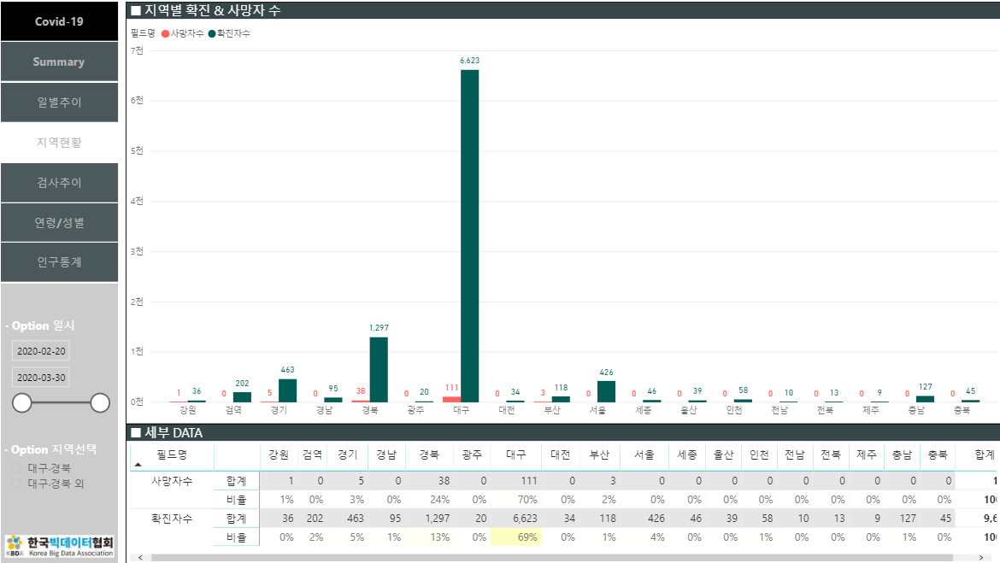 Covid-19
Summary
일별추이
지역현황
검사추이
연령/성별
인구통계
- Option 일시
2020-02-20
2020-03-30
- Option 지역선택
대구·경북
대구·경북 외
한국빅데이터협회
KBDA Korea Big Data Association
■ 지역별 확진 & 사망자 수
필드명 사망자수 확진자수
7천
6천
5천
4천
3천
2천
1천
0천
1 36 0 202 5 463 0 95 38 1,297 0 20 111 6,623 0 34 3 118 0 426 0 46 0 39 0 58 0 10 0 13 0 9 0 127 0 45
강원 검역 경기 경남 경북 광주 대구 대전 부산 서울 세종 울산 인천 전남 전북 제주 충남 충북
■ 세부 DATA
필드명 강원 검역 경기 경남 경북 광주 대구 대전 부산 서울 세종 울산 인천 전남 전북 제주 충남 충북 합계
사망자수 합계 1 0 5 0 38 0 111 0 3 0 0 0 0 0 0 0 0 0 1
비율 1% 0% 3% 0% 24% 0% 70% 0% 2% 0% 0% 0% 0% 0% 0% 0% 0% 0% 10
확진자수 합계 36 202 463 95 1,297 20 6,623 34 118 426 46 39 58 10 13 9 127 45 9,6
비율 0% 2% 5% 1% 13% 0% 69% 0% 1% 4% 0% 0% 1% 0% 0% 0% 1% 0% 10